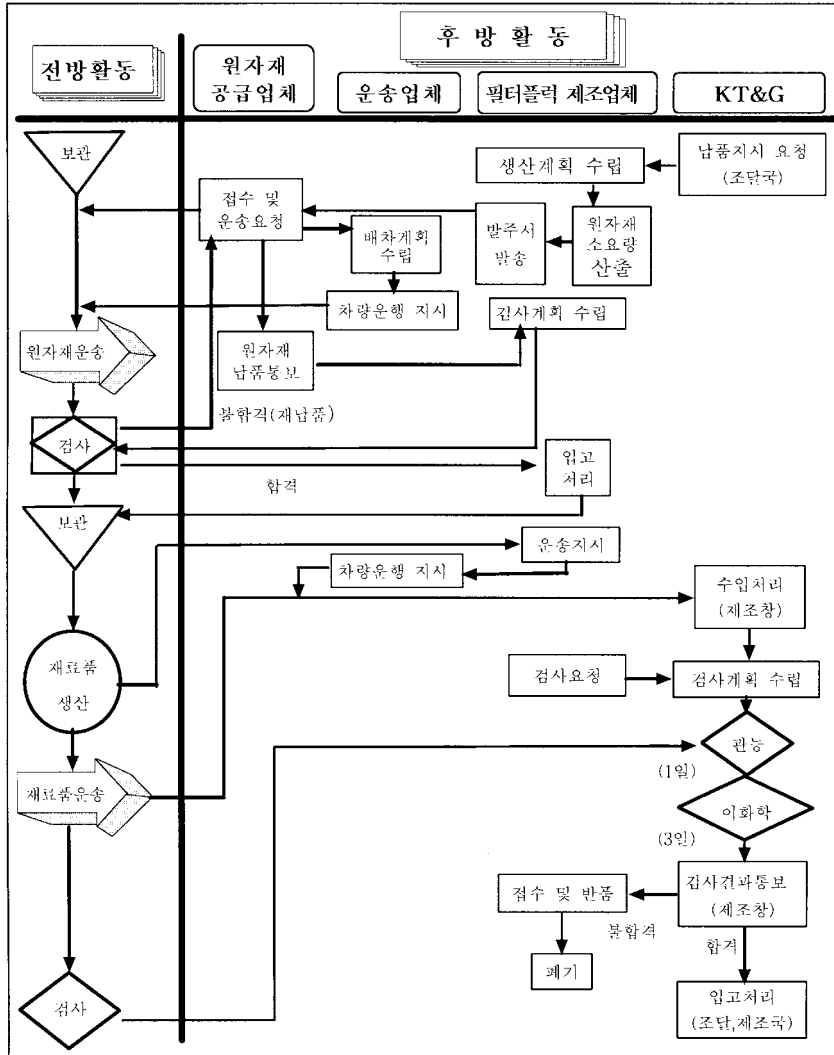 후 방 활 동
전방활동
원자재
공급업체
운송업체
필터플럭 제조업체
KT&G
보관
생산계획 수립
납품지시 요청
(조달국)
접수 및
운송요청
배차계획
수립
발주서
발송
원자재
소요량
산출
차량운행 지시
검사계획 수립
원자재운송
원자재
납품통보
불합격(재납품)
검사
합격
입고
처리
보관
운송지시
차량운행 지시
수입처리
(제조창)
재료품
생산
검사요청
검사계획 수립
관능
(1일)
재료품운송
이화학
(3일)
접수 및 반품
검사결과통보
(제조창)
불합격
합격
폐기
검사
입고처리
(조달,제조국)